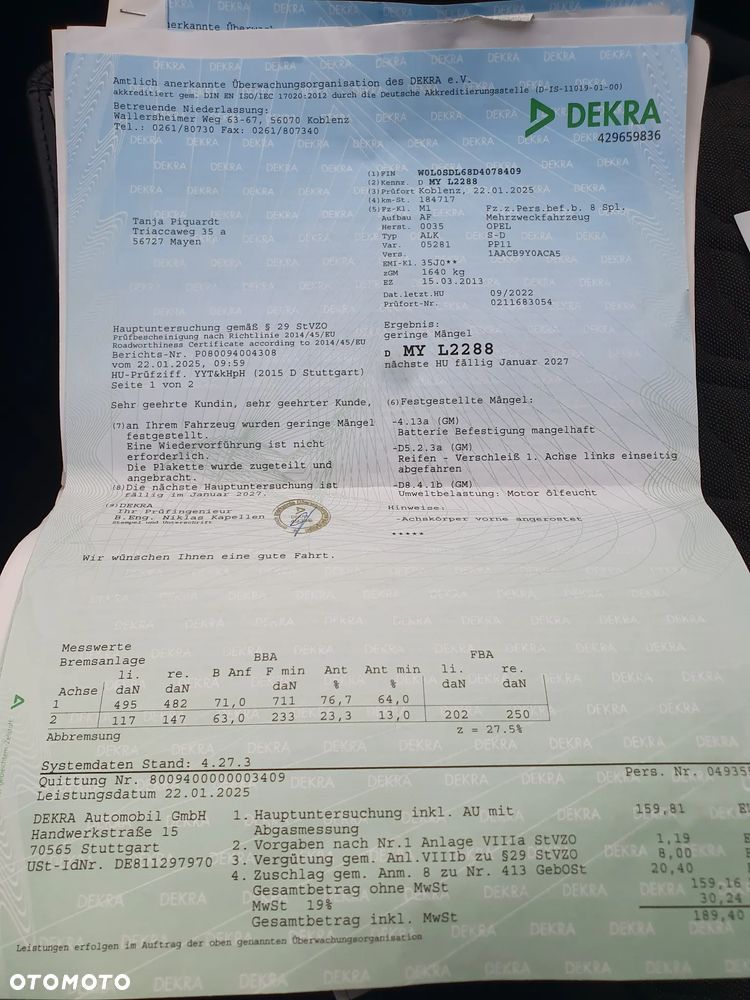 erkannte Überwac
Amtlich anerkannte Überwachungsorganisation des DEKRA e.V.
akkreditiert gem. DIN EN ISO/IEC 17020:2012 durch die Deutsche Akkreditierungsstelle (D-IS-11019-01-00)
Betreuende Niederlassung:
Wallersheimer Weg 63-67, 56070 Koblenz
Tel.: 0261/80730 Fax: 0261/807340
DEKRA
429659836
(1) FIN W0L0SDL68D4078409
(2) Kennz. D MY L2288
(3) Prüfort Koblenz, 22.01.2025
(4) km-St. 184717
(5) Fz-Kl. M1 Fz.z.Pers.bef.b. 8 Spl.
Aufbau AF Mehrzweckfahrzeug
Herst. 0035 OPEL
Typ ALK S-D
Var. 05281 PP11
Vers. 1AACB9Y0ACA5
EMI-Kl. 35J0**
zGM 1640 kg
EZ 15.03.2013
Dat.letzt.HU 09/2022
Prüfort-Nr. 0211683054
Tanja Piquardt
Triaccaweg 35 a
56727 Mayen
Hauptuntersuchung gemäß § 29 StVZO
Prüfbescheinigung nach Richtlinie 2014/45/EU
Roadworthiness Certificate according to 2014/45/EU
Berichts-Nr. P080094004308
vom 22.01.2025, 09:59
HU-Prüfziff. YYT&kHpH (2015 D Stuttgart)
Seite 1 von 2
Ergebnis:
geringe Mängel
D MY L2288
nächste HU fällig Januar 2027
Sehr geehrte Kundin, sehr geehrter Kunde,
(7) an Ihrem Fahrzeug wurden geringe Mängel
festgestellt.
Eine Wiedervorführung ist nicht
erforderlich.
Die Plakette wurde zugeteilt und
angebracht.
(8) Die nächste Hauptuntersuchung ist
fällig im Januar 2027.
(9) DEKRA
Ihr Prüfingenieur
B.Eng. Niklas Kapellen
Stempel und Unterschrift
(6) Festgestellte Mängel:
-4.13a (GM)
Batterie Befestigung mangelhaft
-D5.2.3a (GM)
Reifen - Verschleiß 1. Achse links einseitig
abgefahren
-D8.4.1b (GM)
Umweltbelastung: Motor ölfeucht
Hinweise:
-Achskörper vorne angerostet
*****
Wir wünschen Ihnen eine gute Fahrt.
Messwerte
Bremsanlage BBA FBA
li. re. B Anf F min Ant Ant min li. re.
Achse daN daN daN % % daN daN
1 495 482 71,0 711 76,7 64,0
2 117 147 63,0 233 23,3 13,0 202 250
Abbremsung z = 27.5%
Systemdaten Stand: 4.27.3
Quittung Nr. 8009400000003409 Pers. Nr. 04935
Leistungsdatum 22.01.2025
DEKRA Automobil GmbH
Handwerkstraße 15
70565 Stuttgart
USt-IdNr. DE811297970
1. Hauptuntersuchung inkl. AU mit 159,81
Abgasmessung
2. Vorgaben nach Nr.1 Anlage VIIIa StVZO 1,19
3. Vergütung gem. Anl.VIIIb zu §29 StVZO 8,00
4. Zuschlag gem. Anm. 8 zu Nr. 413 GebOSt 20,40
Gesamtbetrag ohne MwSt 159,16
MwSt 19% 30,24
Gesamtbetrag inkl. MwSt 189,40
Leistungen erfolgen im Auftrag der oben genannten Überwachungsorganisation
OTOMOTO